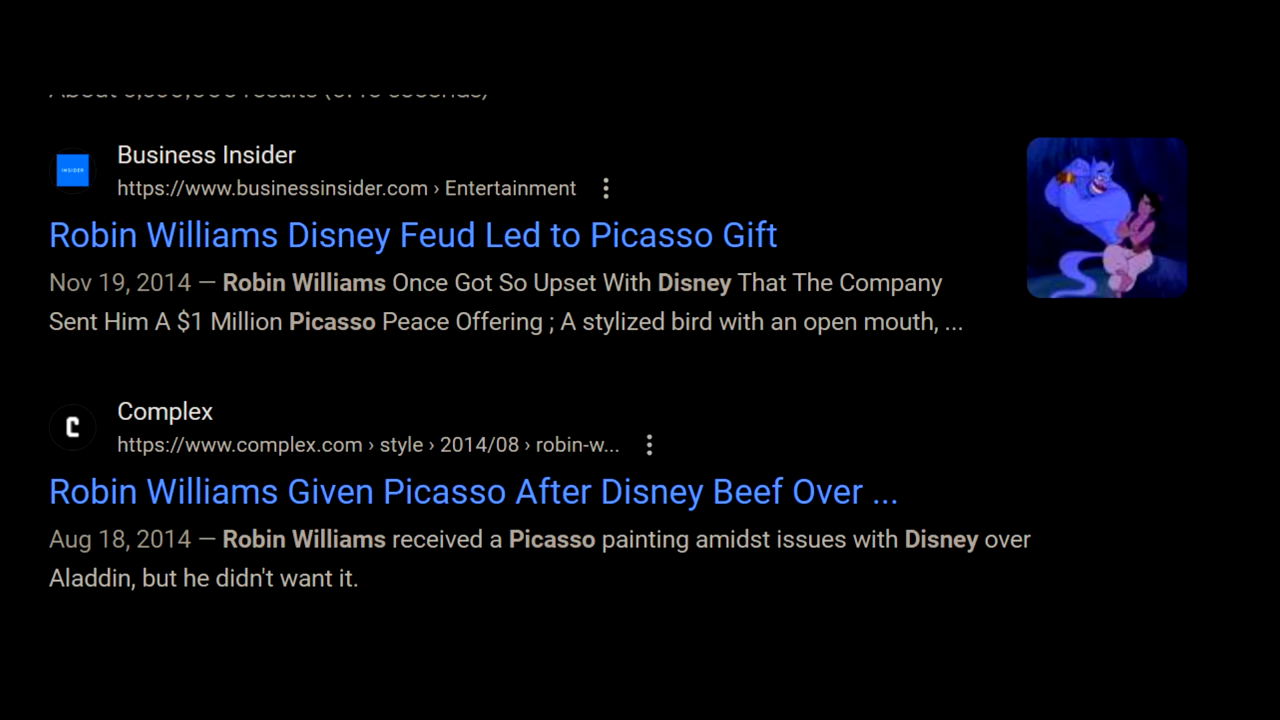 Business Insider
INSIDER
https://www.businessinsider.com › Entertainment
Robin Williams Disney Feud Led to Picasso Gift
Nov 19, 2014 — Robin Williams Once Got So Upset With Disney That The Company
Sent Him A $1 Million Picasso Peace Offering ; A stylized bird with an open mouth, ...
Complex
C
https://www.complex.com › style › 2014/08 › robin-w...
Robin Williams Given Picasso After Disney Beef Over ...
Aug 18, 2014 — Robin Williams received a Picasso painting amidst issues with Disney over
Aladdin, but he didn't want it.